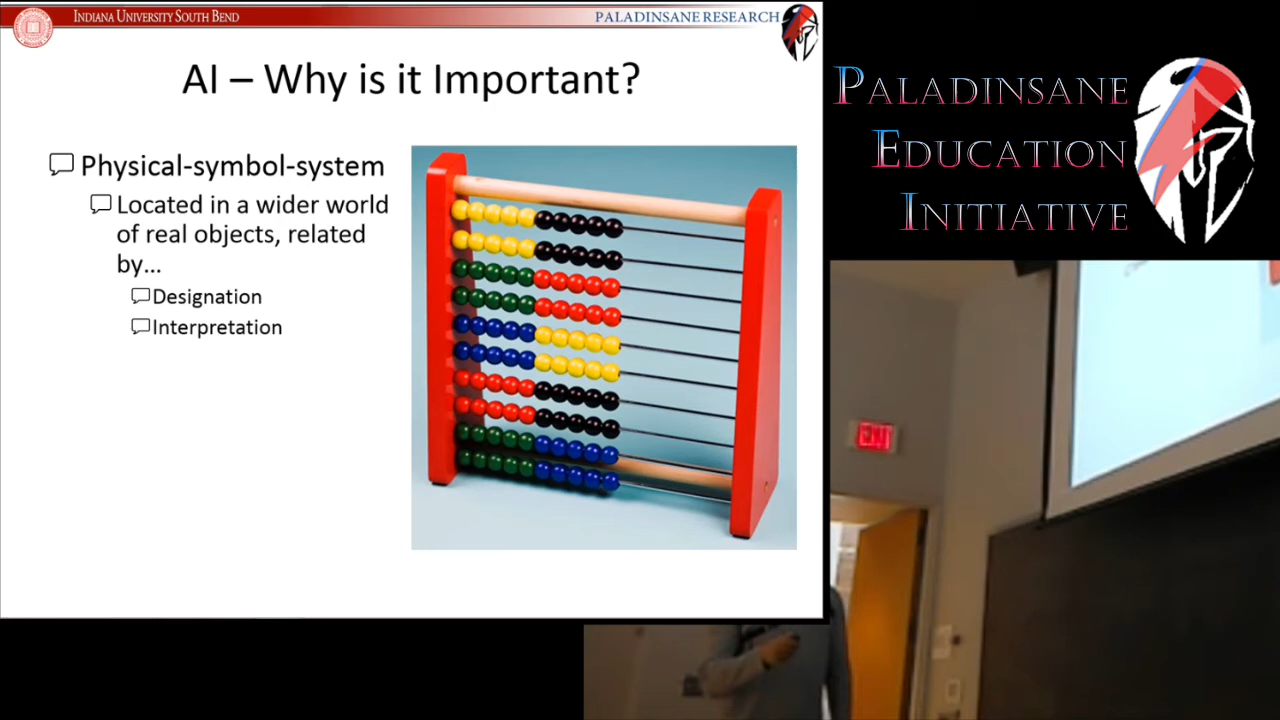 INDIANA UNIVERSITY SOUTH BEND
PALADINSANE RESEARCH
AI – Why is it Important?
Physical-symbol-system
Located in a wider world
of real objects, related
by...
Designation
Interpretation
PALADINSANE
EDUCATION
INITIATIVE
EXIT